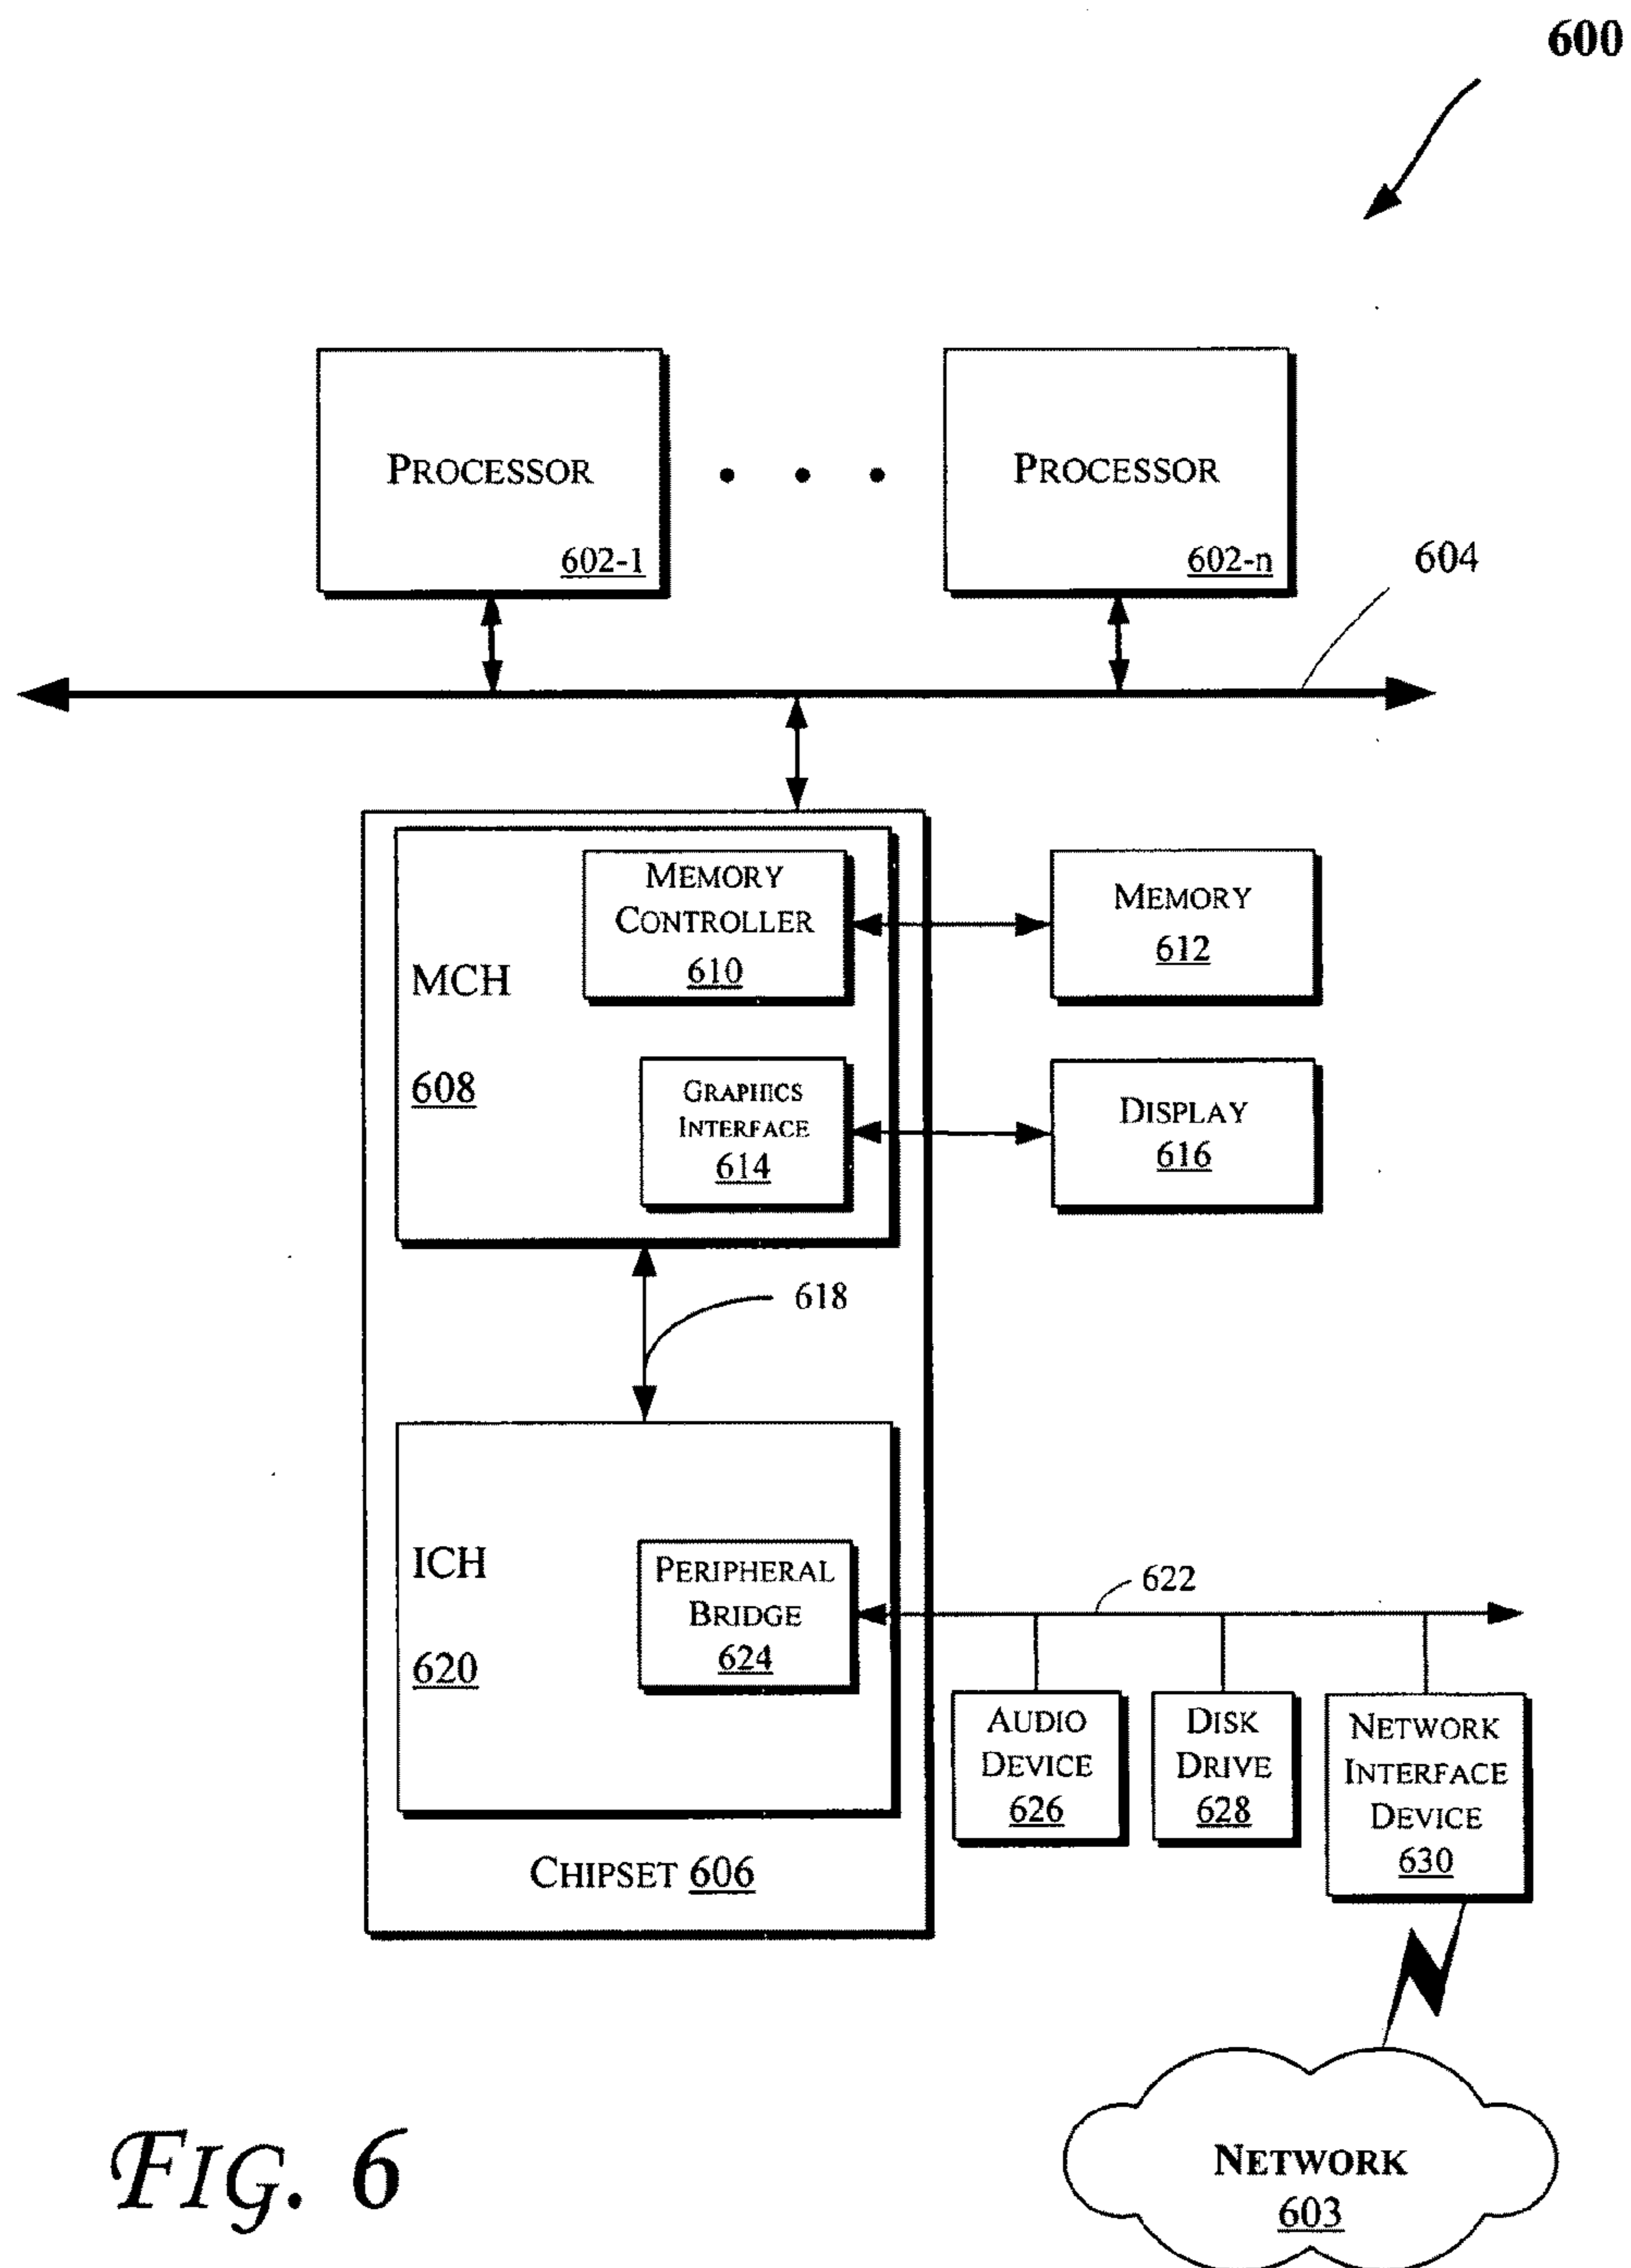 600
PROCESSOR
602-1
. . .
PROCESSOR
602-n
604
MEMORY
CONTROLLER
610
MCH
608
GRAPHICS
INTERFACE
614
MEMORY
612
DISPLAY
616
618
ICH
620
PERIPHERAL
BRIDGE
624
622
AUDIO
DEVICE
626
DISK
DRIVE
628
NETWORK
INTERFACE
DEVICE
630
CHIPSET 606
NETWORK
603
FIG. 6